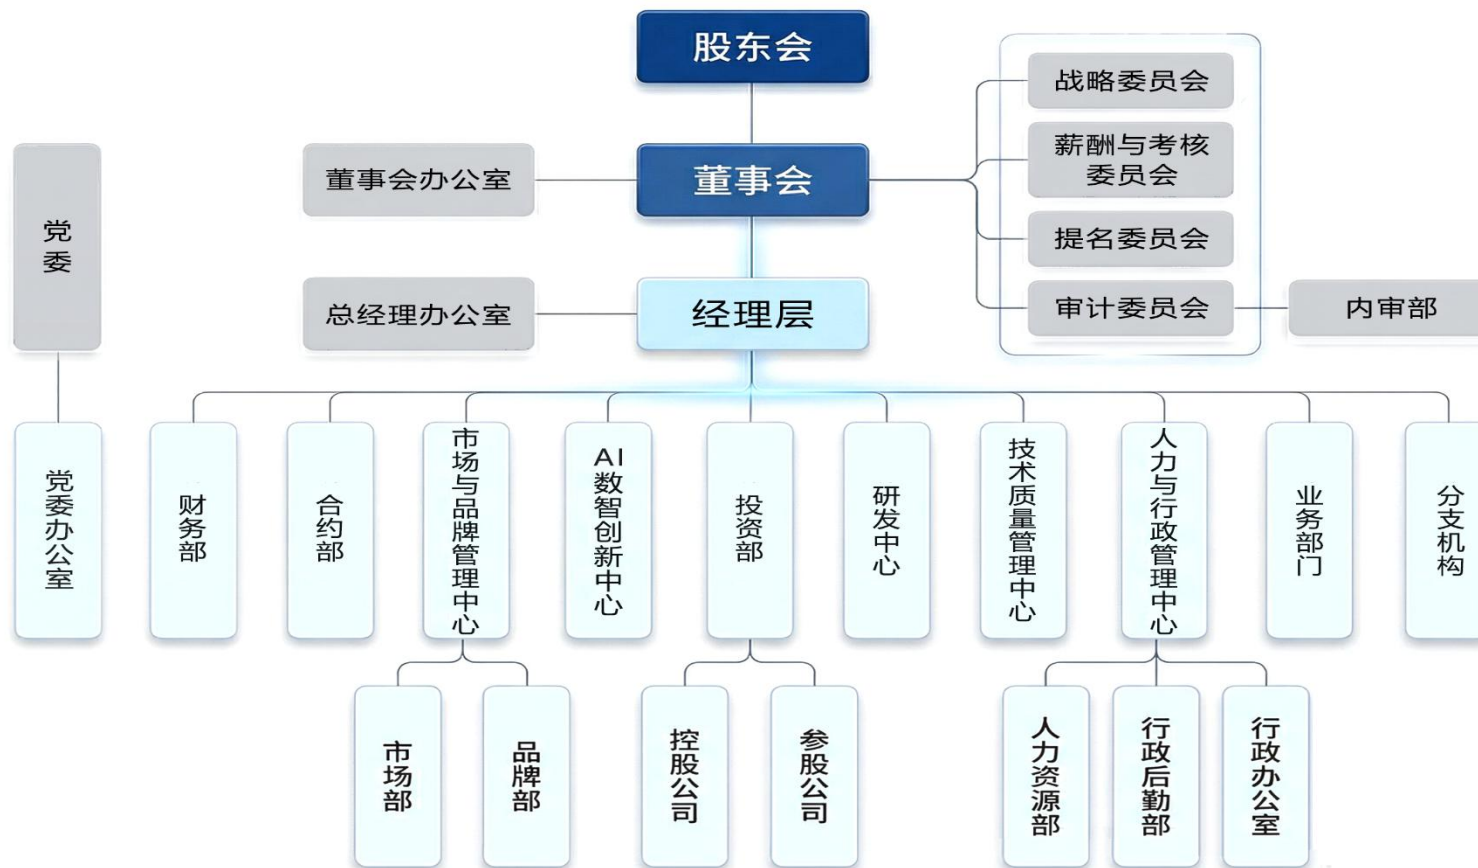 股东会
战略委员会
薪酬与考核
委员会
董事会办公室
董事会
党委
提名委员会
总经理办公室
经理层
审计委员会
内审部
党委办公室
财务部
合约部
市场与品牌管理中心
AI数智创新中心
投资部
研发中心
技术质量管理中心
人力与行政管理中心
业务部门
分支机构
市场部
品牌部
控股公司
参股公司
人力资源部
行政后勤部
行政办公室